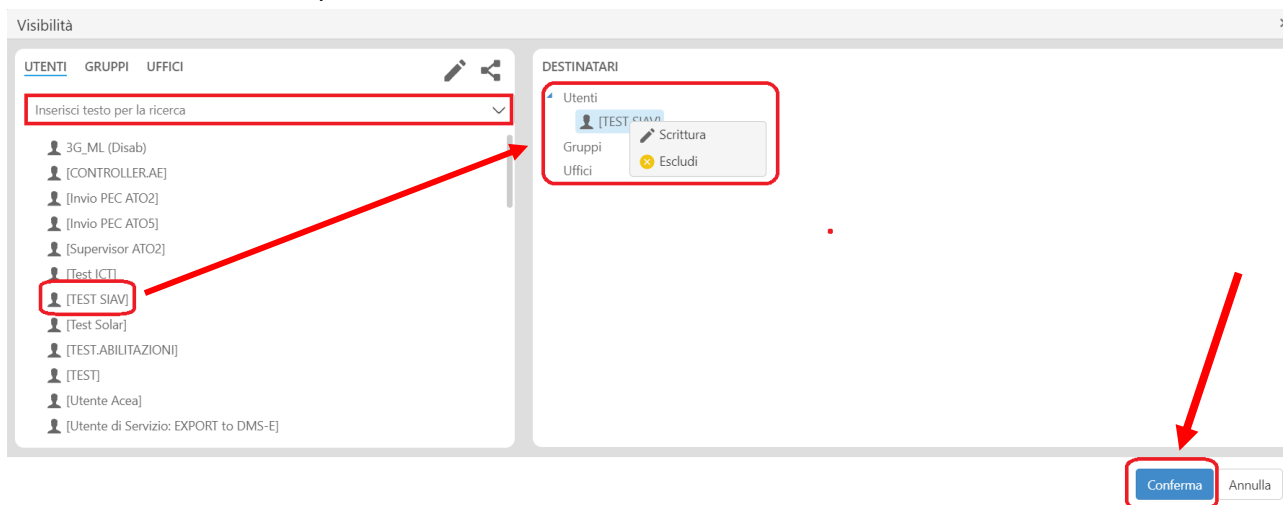 Visibilità
UTENTI GRUPPI UFFICI
Inserisci testo per la ricerca
3G_ML (Disab)
[CONTROLLER.AE]
[Invio PEC ATO2]
[Invio PEC ATO5]
[Supervisor ATO2]
[Test ICT]
[TEST SIAV]
[Test Solar]
[TEST.ABILITAZIONI]
[TEST]
[Utente Acea]
[Utente di Servizio: EXPORT to DMS-E]
DESTINATARI
Utenti
[TEST SIAV]
Scrittura
Gruppi
Escludi
Uffici
Conferma Annulla